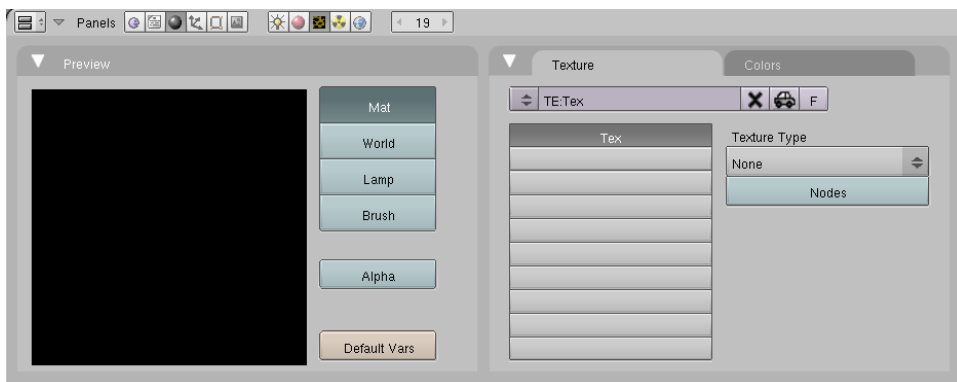 Panels 19
Preview
Mat
World
Lamp
Brush
Alpha
Default Vars
Texture Colors
TE:Tex F
Tex
Texture Type
None
Nodes